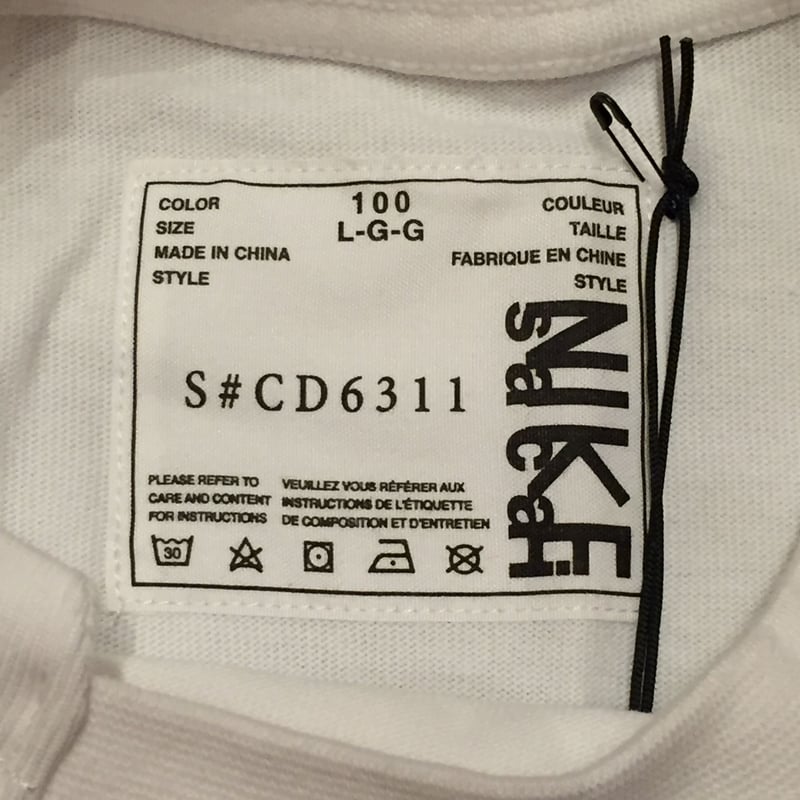 COLOR 100 COULEUR
SIZE L-G-G TAILLE
MADE IN CHINA FABRIQUE EN CHINE
STYLE STYLE
S#CD6311
PLEASE REFER TO
CARE AND CONTENT
FOR INSTRUCTIONS
VEUILLEZ VOUS RÉFÉRER AUX
INSTRUCTIONS DE L'ÉTIQUETTE
DE COMPOSITION ET D'ENTRETIEN
30
NIKE
sacai